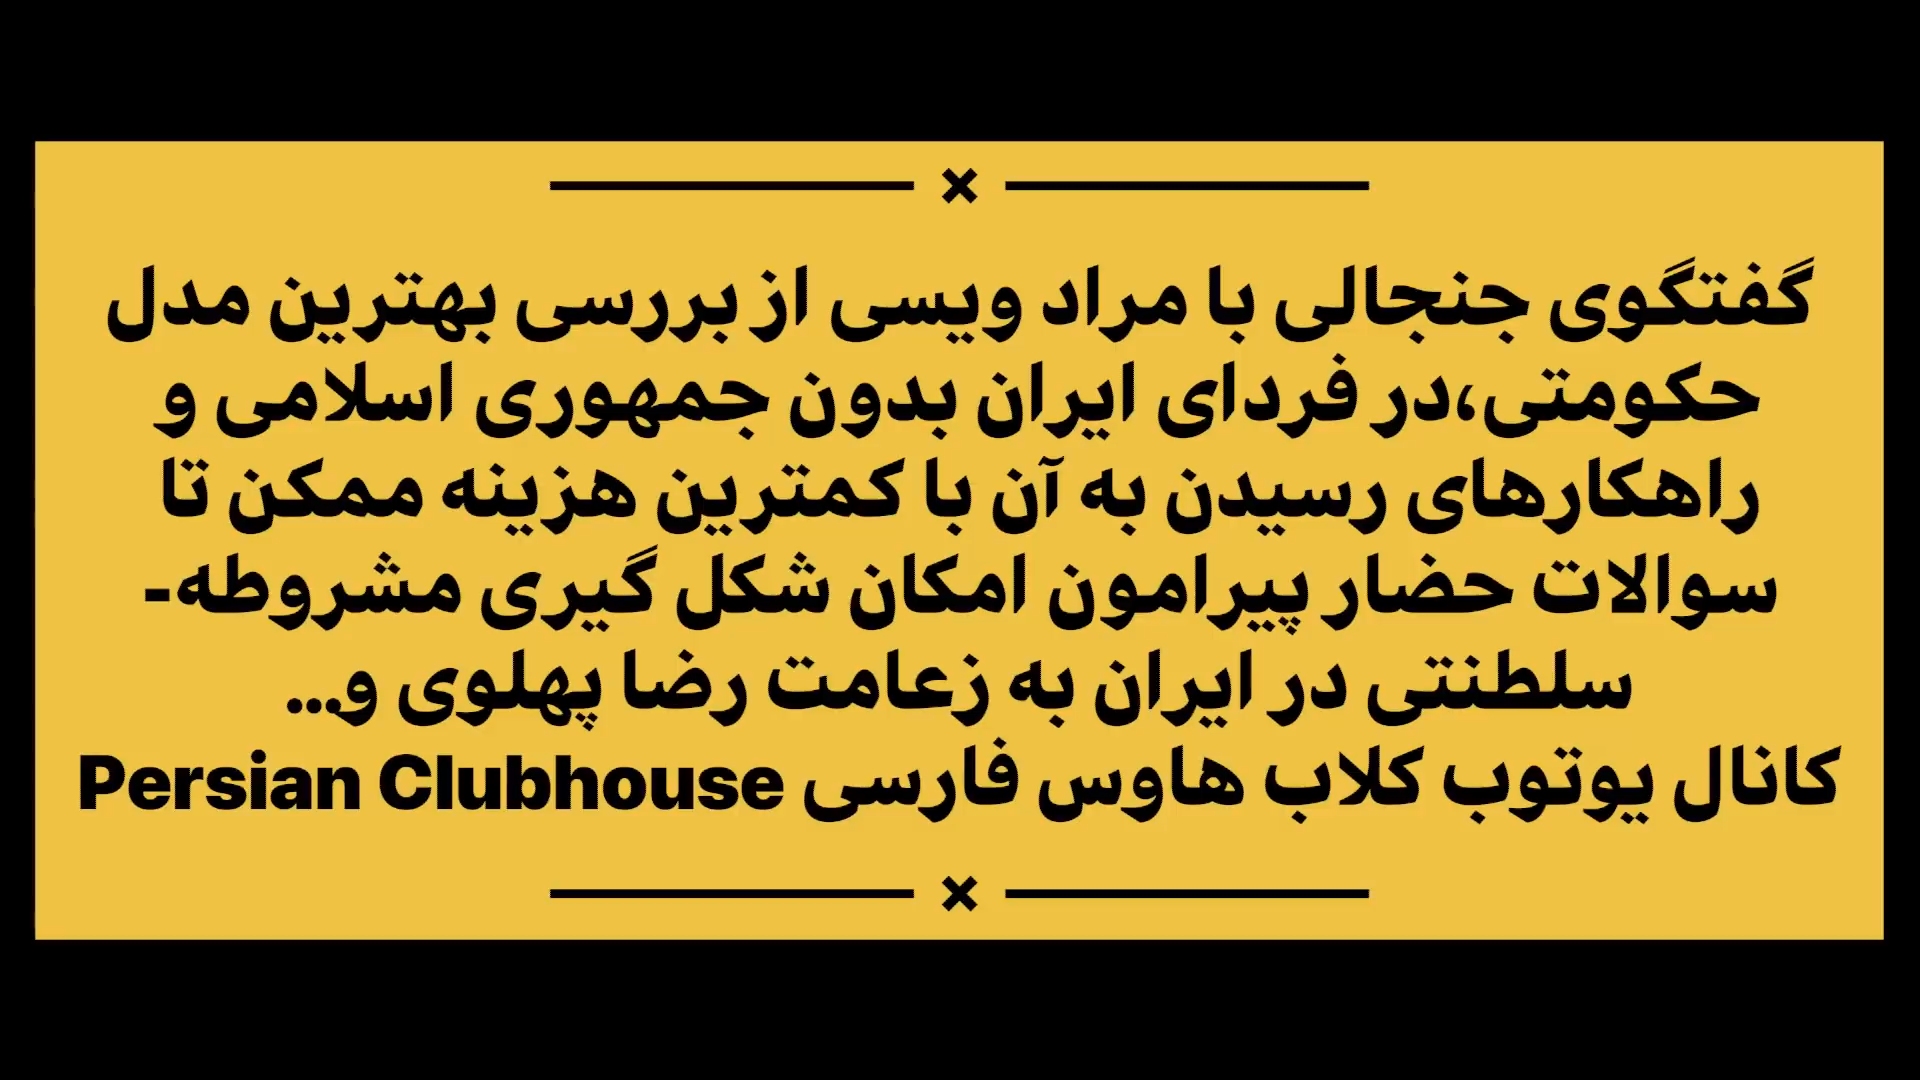 گفتگوی جنجالی با مراد ویسی از بررسی بهترین مدل
حکومتی،در فردای ایران بدون جمهوری اسلامی و
راهکارهای رسیدن به آن با کمترین هزینه ممکن تا
سوالات حضار پیرامون امکان شکل گیری مشروطه-
سلطنتی در ایران به زعامت رضا پهلوی و...
کانال یوتوب کلاب هاوس فارسی Persian Clubhouse